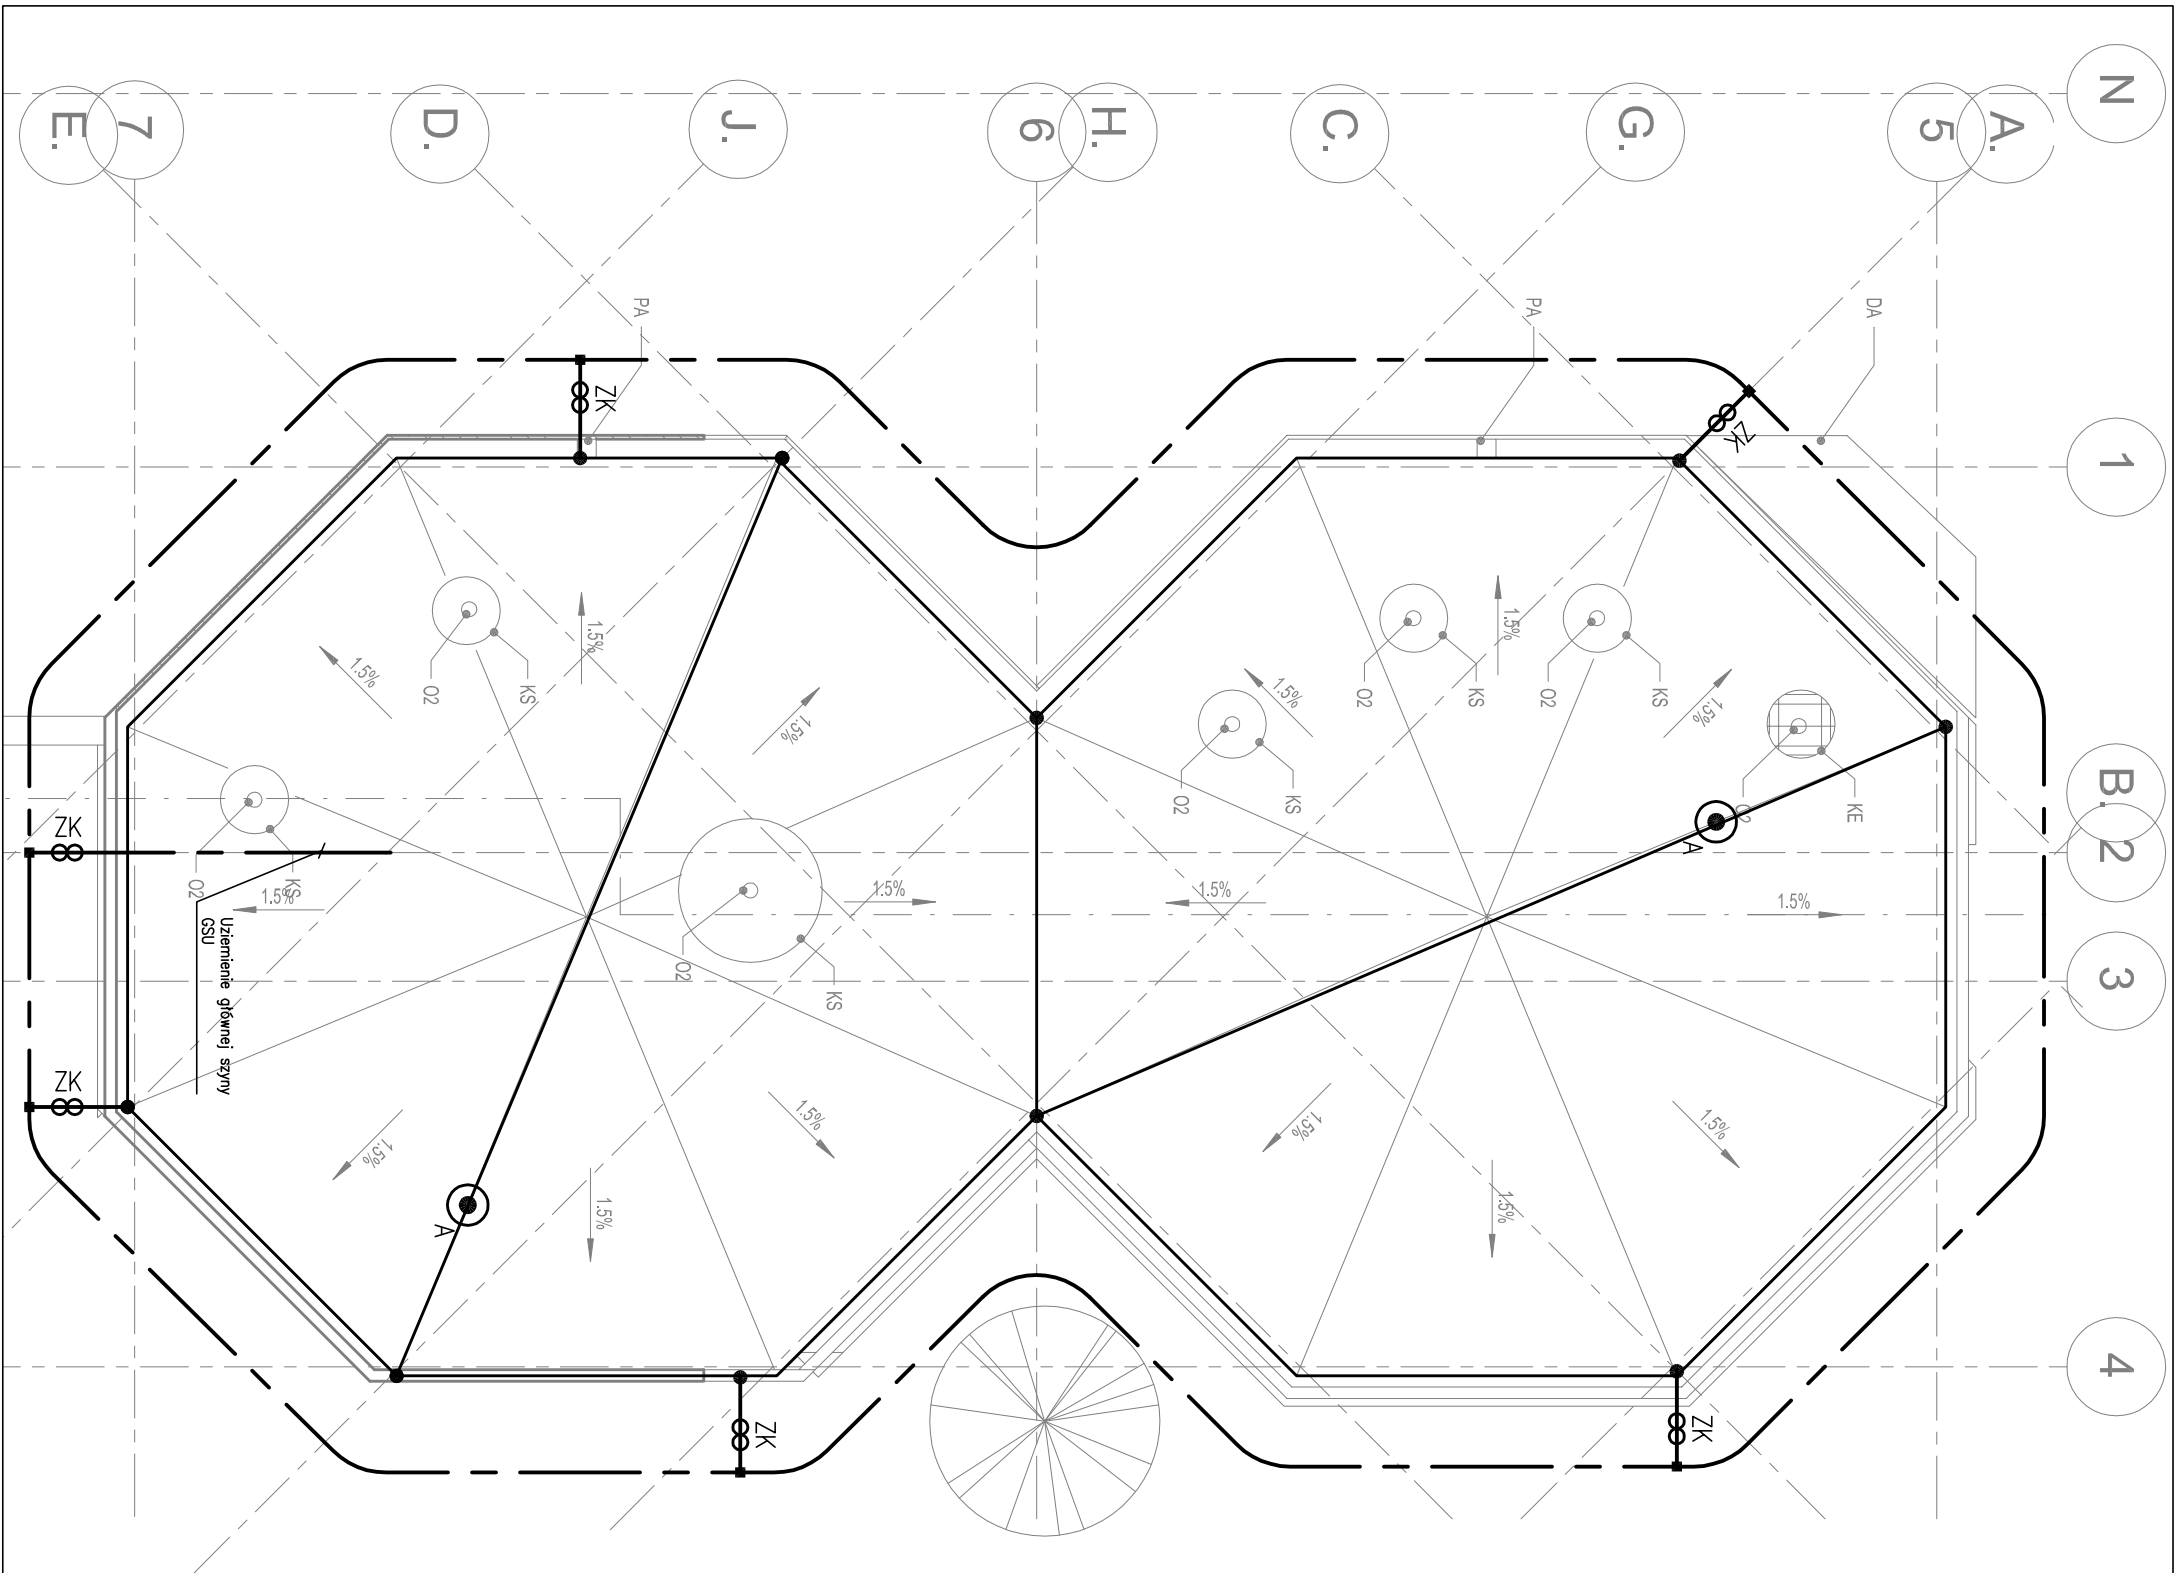 E.
7
D.
J.
6
H.
C.
G.
5
A.
N
PA
PA
DA
ZK
ZK
1
1.5%
1.5%
1.5%
1.5%
1.5%
1.5%
O2
KS
O2
KS
O2
KS
O2
KS
O2
KE
B.
2
ZK
A
O2
KS
1.5%
1.5%
1.5%
1.5%
Uziemienie głównej szyny
GSU
O2
KS
3
ZK
1.5%
1.5%
1.5%
1.5%
A
1.5%
1.5%
4
ZK
ZK